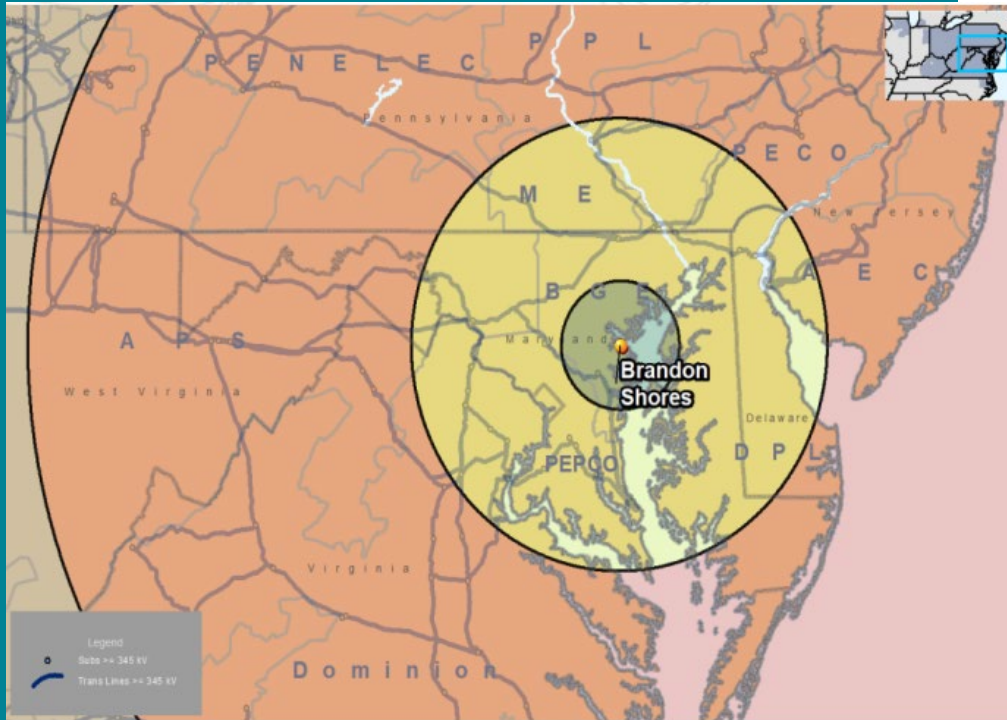 PENELEC
PPL
Pennsylvania
PECO
ME
New Jersey
AEC
BGE
Maryland
APS
West Virginia
Brandon
Shores
Delaware
DPL
PEPCO
Virginia
Dominion
Legend
Subs >= 345 kV
Trans Lines >= 345 kV